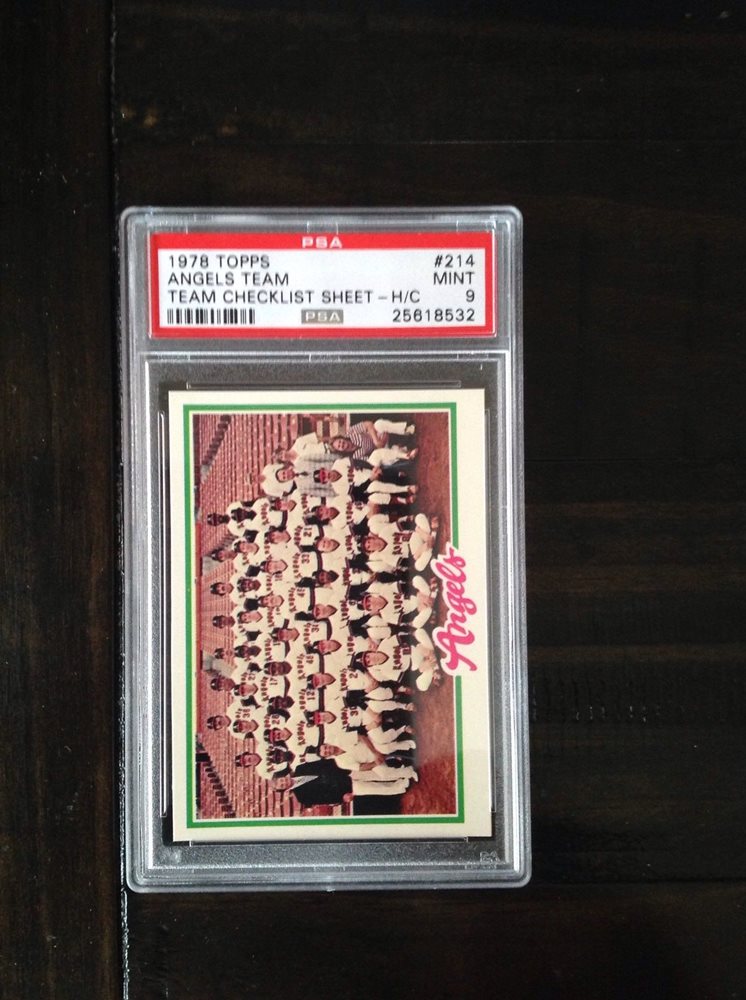 PSA
1978 TOPPS #214
ANGELS TEAM MINT
TEAM CHECKLIST SHEET - H/C 9
PSA 25618532
Angels